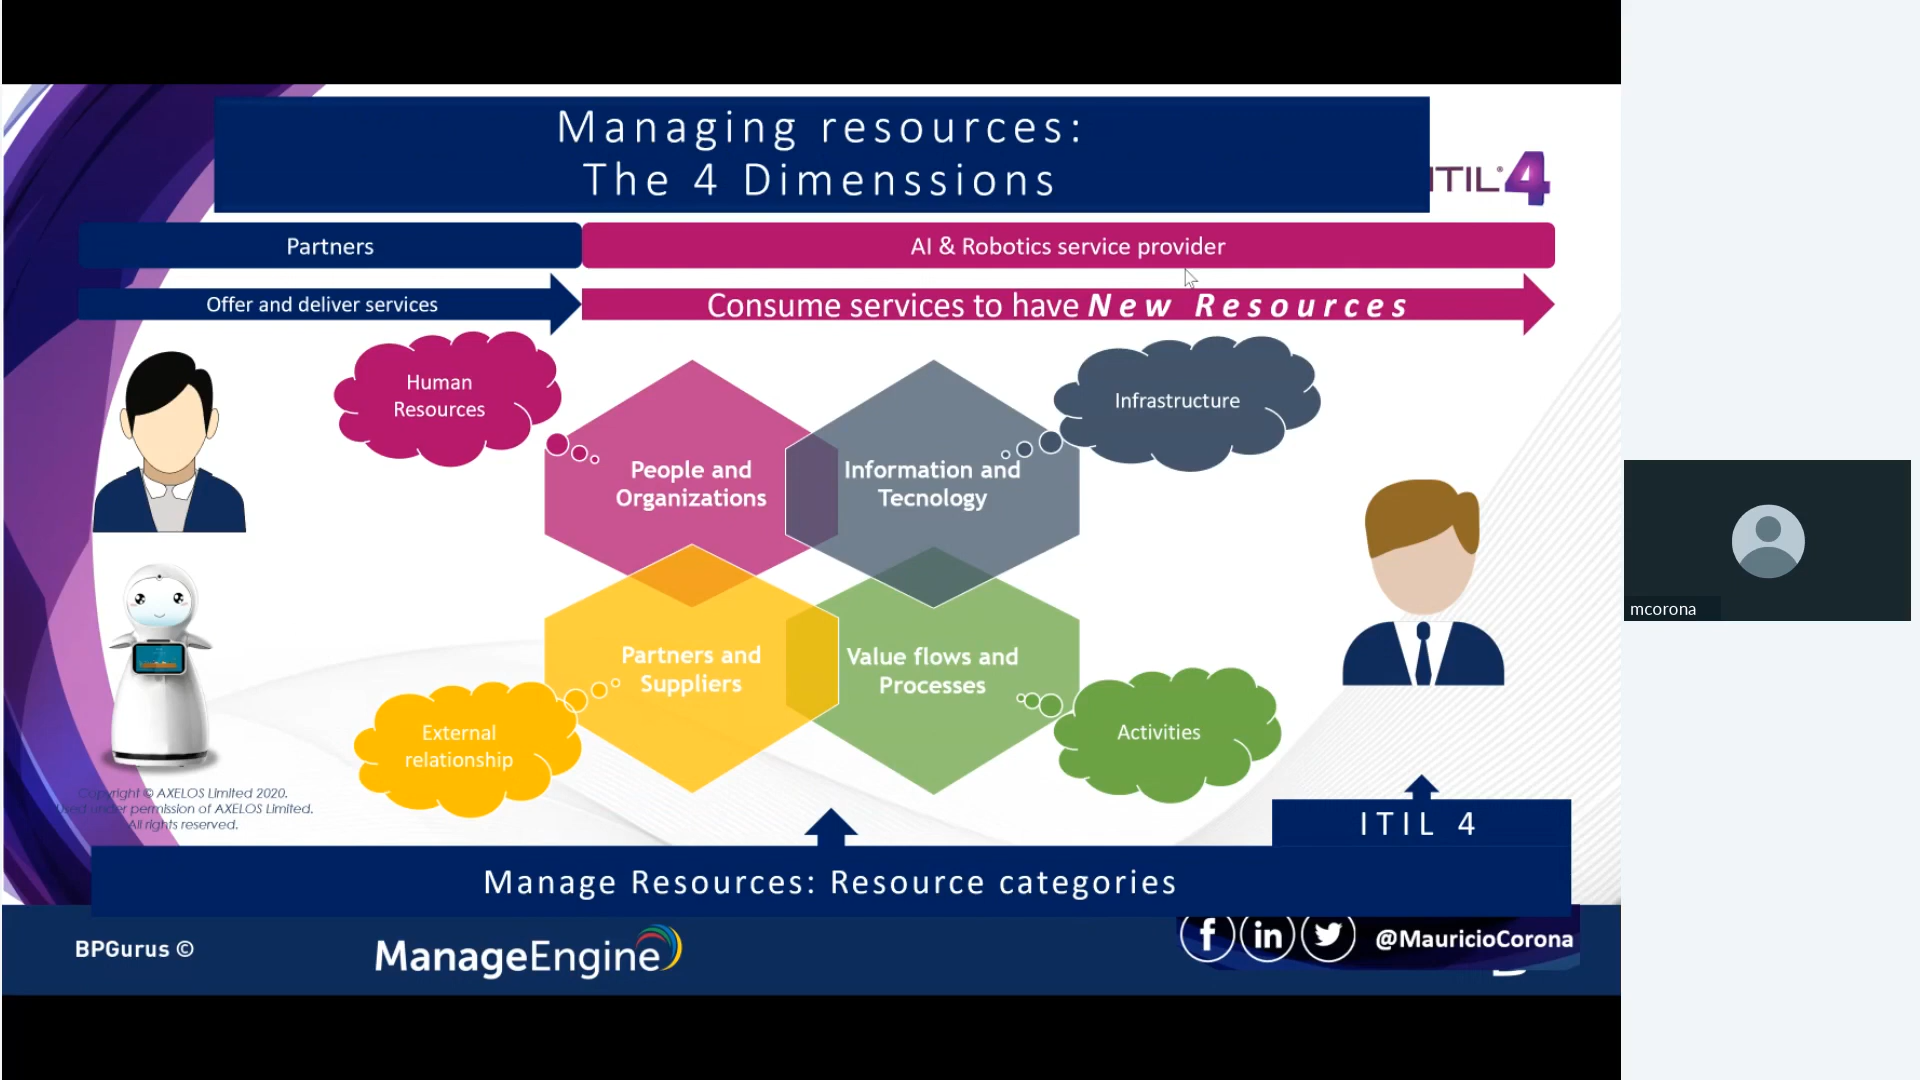 Managing resources:
The 4 Dimenssions
ITIL® 4
Partners
AI & Robotics service provider
Offer and deliver services
Consume services to have New Resources
Human
Resources
Infrastructure
People and
Organizations
Information and
Tecnology
Partners and
Suppliers
Value flows and
Processes
External
relationship
Activities
mcorona
Copyright © AXELOS Limited 2020.
Used under permission of AXELOS Limited.
All rights reserved.
ITIL 4
Manage Resources: Resource categories
BPGurus ©
ManageEngine
@MauricioCorona